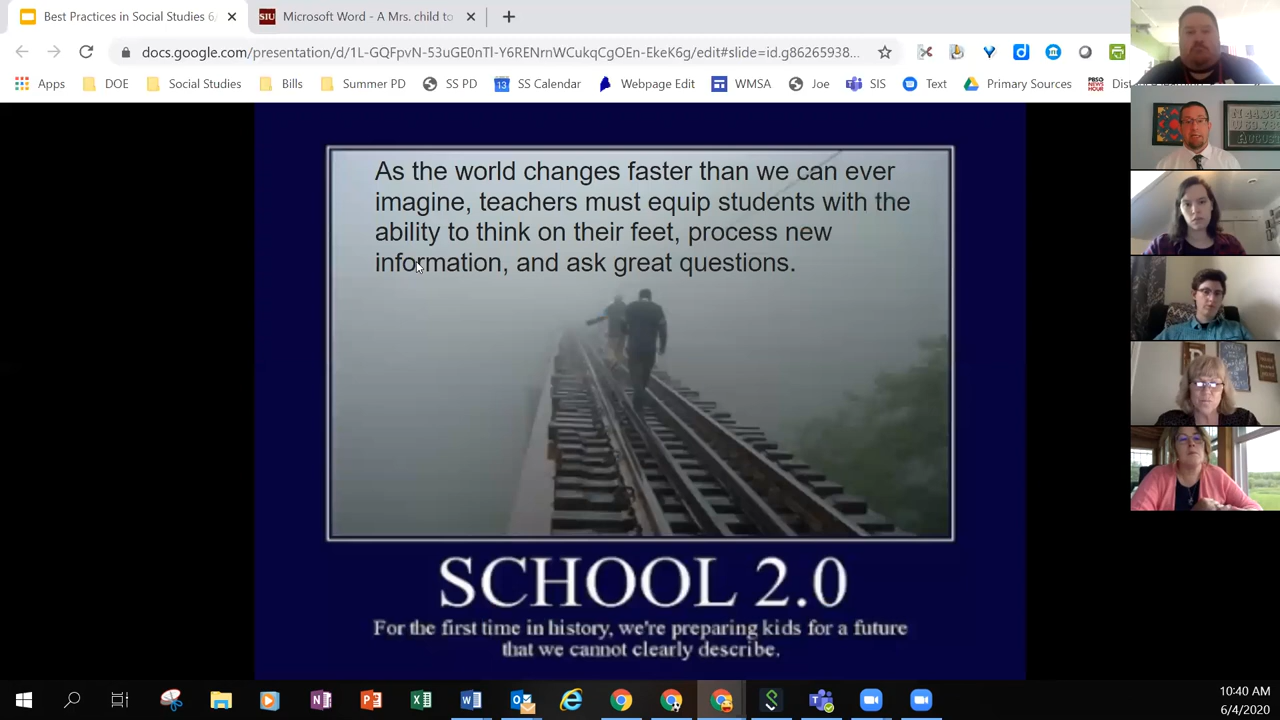 Best Practices in Social Studies 6/
Microsoft Word - A Mrs. child to
docs.google.com/presentation/d/1L-GQFpvN-53uGE0nTl-Y6RENrnWCukqCgOEn-EkeK6g/edit#slide=id.g86265938...
Apps DOE Social Studies Bills Summer PD SS PD SS Calendar Webpage Edit WMSA Joe SIS Text Primary Sources
As the world changes faster than we can ever
imagine, teachers must equip students with the
ability to think on their feet, process new
information, and ask great questions.
SCHOOL 2.0
For the first time in history, we're preparing kids for a future
that we cannot clearly describe.
10:40 AM
6/4/2020